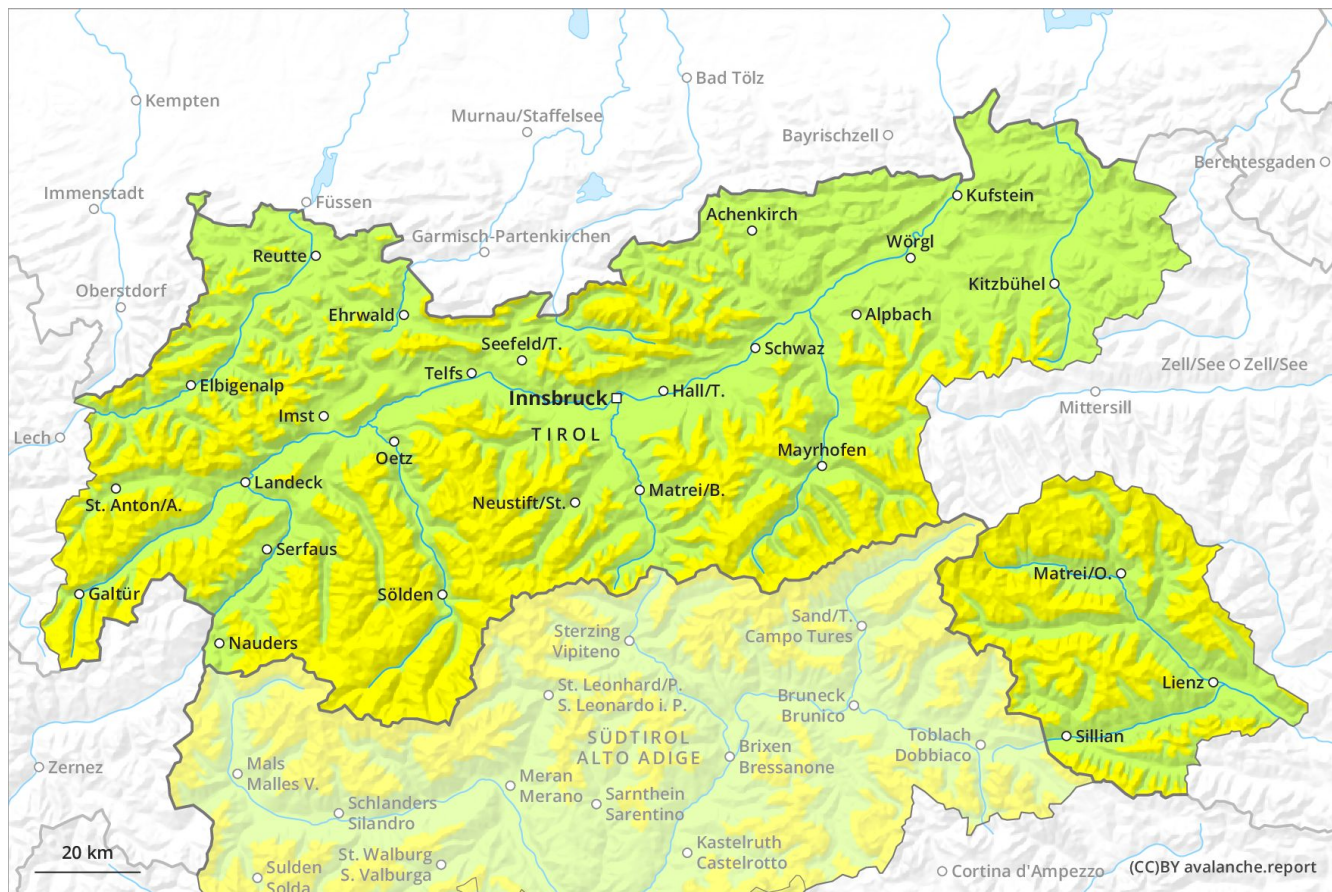 Kempten
Bad Tölz
Murnau/Staffelsee
Bayrischzell
Berchtesgaden
Immenstadt
Füssen
Kufstein
Achenkirch
Garmisch-Partenkirchen
Wörgl
Reutte
Kitzbühel
Oberstdorf
Ehrwald
Alpbach
Seefeld/T.
Schwaz
Zell/See
Zell/See
Telfs
Elbigenalp
Hall/T.
Innsbruck
Mittersill
Imst
TIROL
Lech
Mayrhofen
Oetz
Landeck
Matrei/B.
St. Anton/A.
Neustift/St.
Serfaus
Matrei/O.
Galtür
Sölden
Sand/T.
Campo Tures
Sterzing
Vipiteno
Nauders
Lienz
St. Leonhard/P.
S. Leonardo i. P.
Bruneck
Brunico
SÜDTIROL
ALTO ADIGE
Toblach
Dobbiaco
Sillian
Brixen
Bressanone
Zernez
Mals
Malles V.
Meran
Merano
Sarnthein
Sarentino
Schlanders
Silandro
20 km
St. Walburg
S. Valburga
Kastelruth
Castelrotto
Sulden
Solda
Cortina d'Ampezzo
(CC)BY avalanche.report